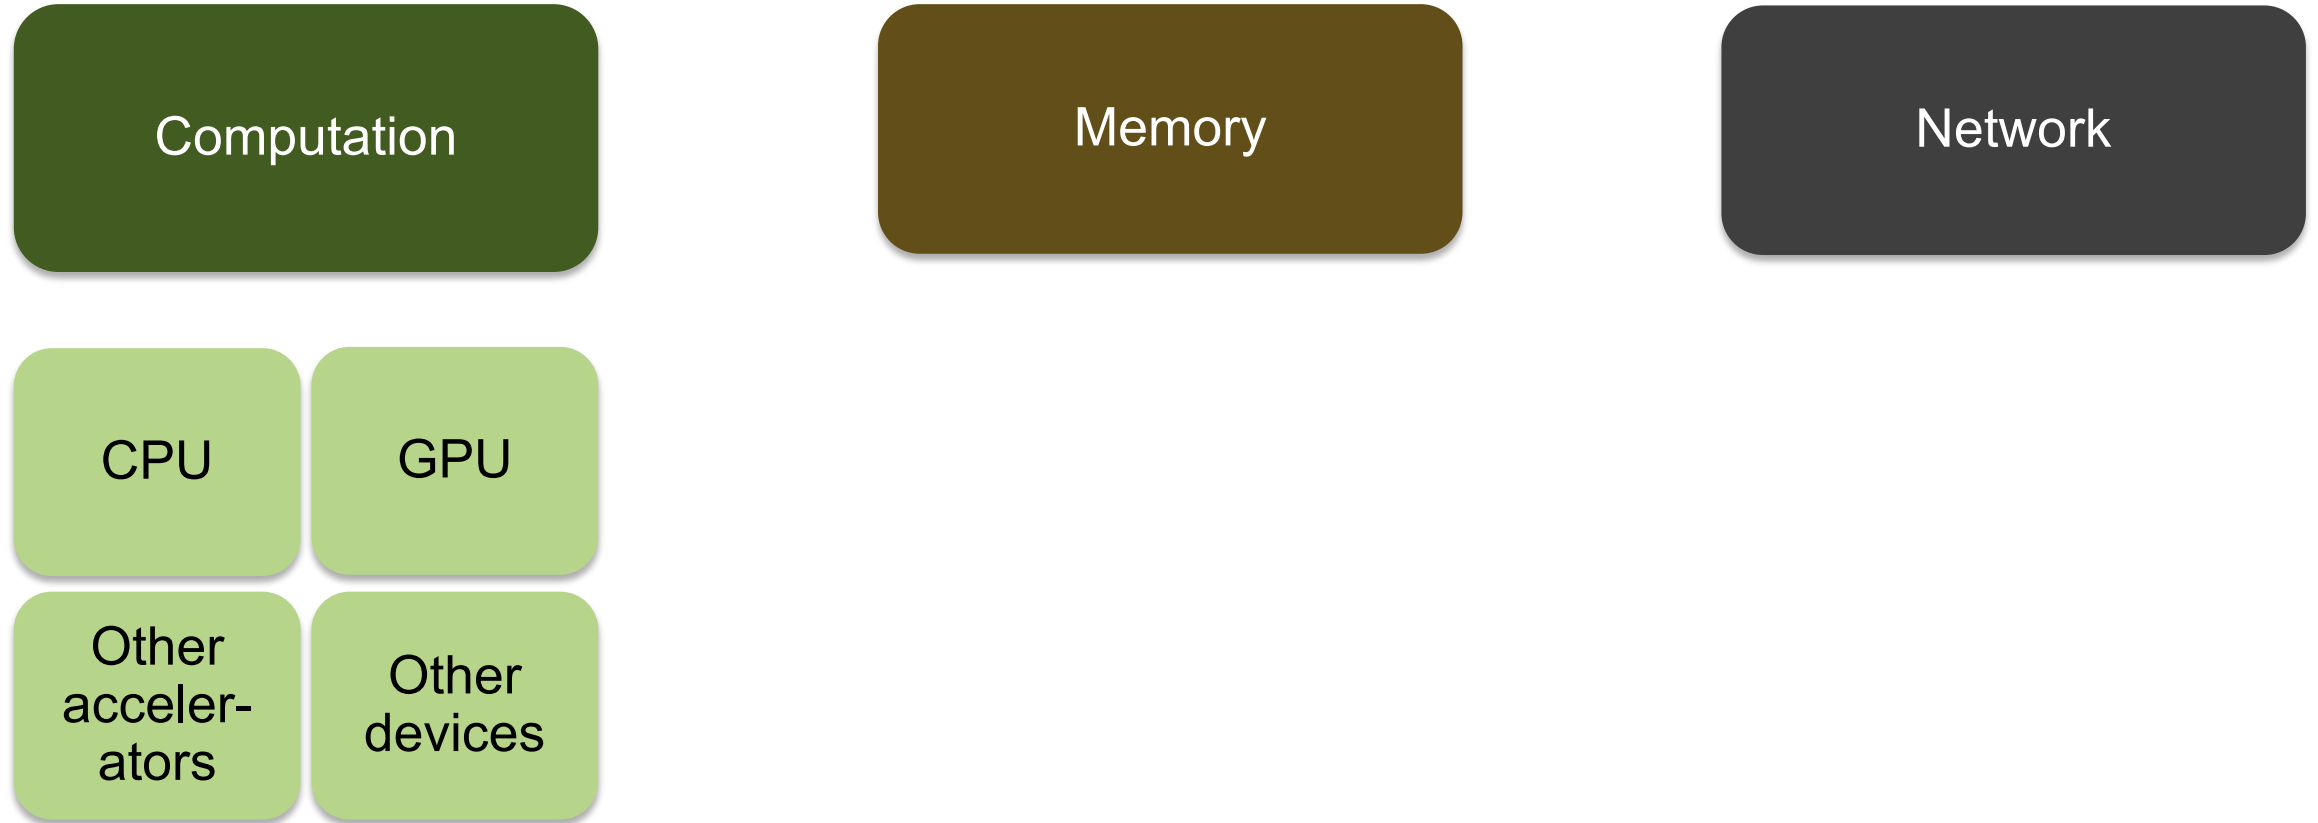 Computation
Memory
Network
CPU
GPU
Other
acceler-
ators
Other
devices